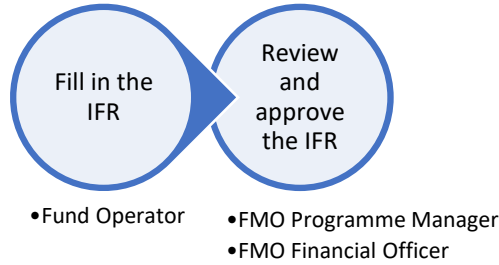 Fill in the
IFR
Review
and
approve
the IFR
•Fund Operator
•FMO Programme Manager
•FMO Financial Officer